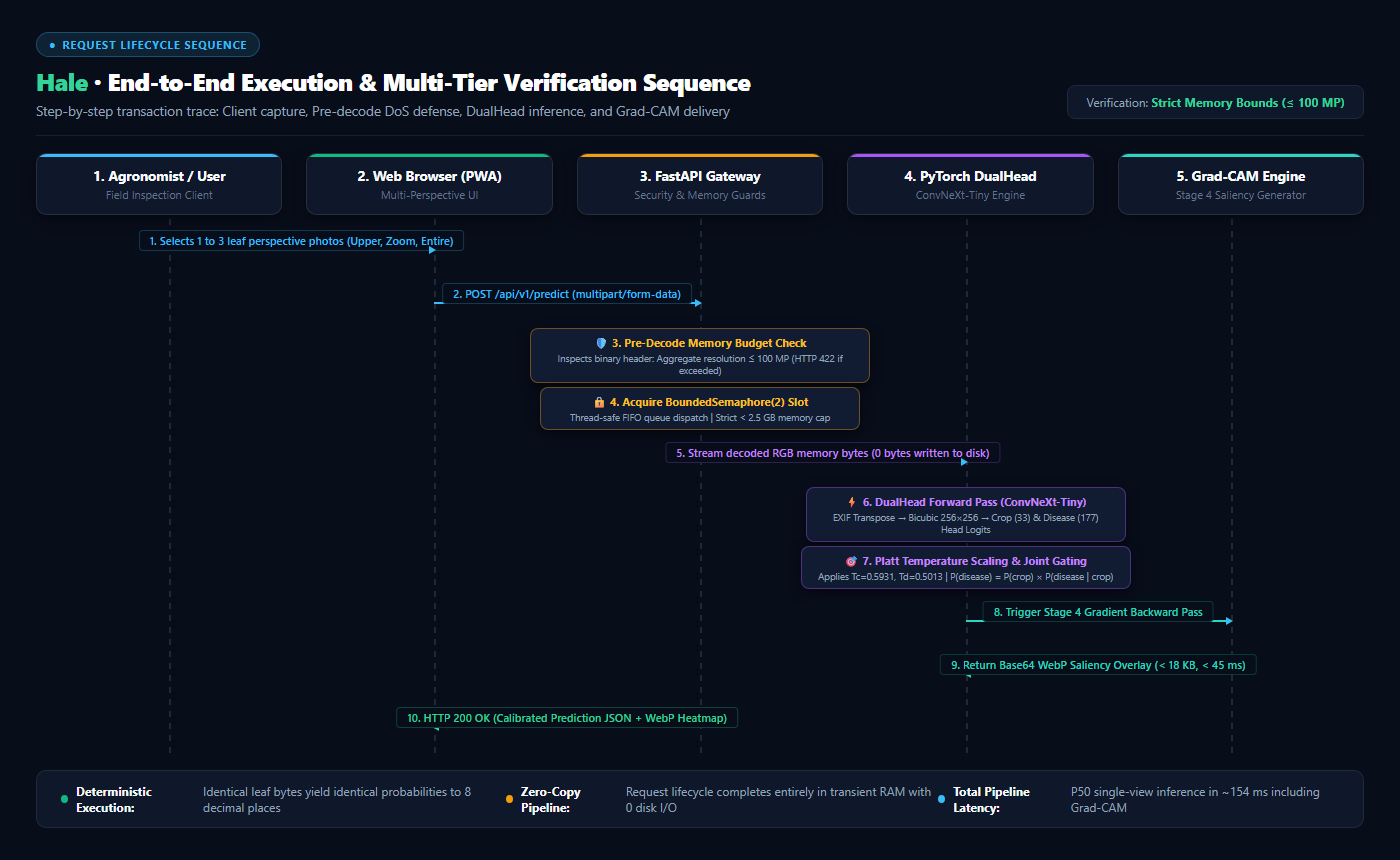 REQUEST LIFECYCLE SEQUENCE
Hale · End-to-End Execution & Multi-Tier Verification Sequence
Step-by-step transaction trace: Client capture, Pre-decode DoS defense, DualHead inference, and Grad-CAM delivery
Verification: Strict Memory Bounds (≤ 100 MP)
1. Agronomist / User
Field Inspection Client
2. Web Browser (PWA)
Multi-Perspective UI
3. FastAPI Gateway
Security & Memory Guards
4. PyTorch DualHead
ConvNeXt-Tiny Engine
5. Grad-CAM Engine
Stage 4 Saliency Generator
1. Selects 1 to 3 leaf perspective photos (Upper, Zoom, Entire)
2. POST /api/v1/predict (multipart/form-data)
3. Pre-Decode Memory Budget Check
Inspects binary header: Aggregate resolution ≤ 100 MP (HTTP 422 if
exceeded)
4. Acquire BoundedSemaphore(2) Slot
Thread-safe FIFO queue dispatch | Strict < 2.5 GB memory cap
5. Stream decoded RGB memory bytes (0 bytes written to disk)
6. DualHead Forward Pass (ConvNeXt-Tiny)
EXIF Transpose → Bicubic 256×256 → Crop (33) & Disease (177)
Head Logits
7. Platt Temperature Scaling & Joint Gating
Applies Tc=0.5931, Td=0.5013 | P(disease) = P(crop) × P(disease | crop)
8. Trigger Stage 4 Gradient Backward Pass
9. Return Base64 WebP Saliency Overlay (< 18 KB, < 45 ms)
10. HTTP 200 OK (Calibrated Prediction JSON + WebP Heatmap)
Deterministic
Execution:
Identical leaf bytes yield identical probabilities to 8
decimal places
Zero-Copy
Pipeline:
Request lifecycle completes entirely in transient RAM with
0 disk I/O
Total Pipeline
Latency:
P50 single-view inference in ~154 ms including
Grad-CAM